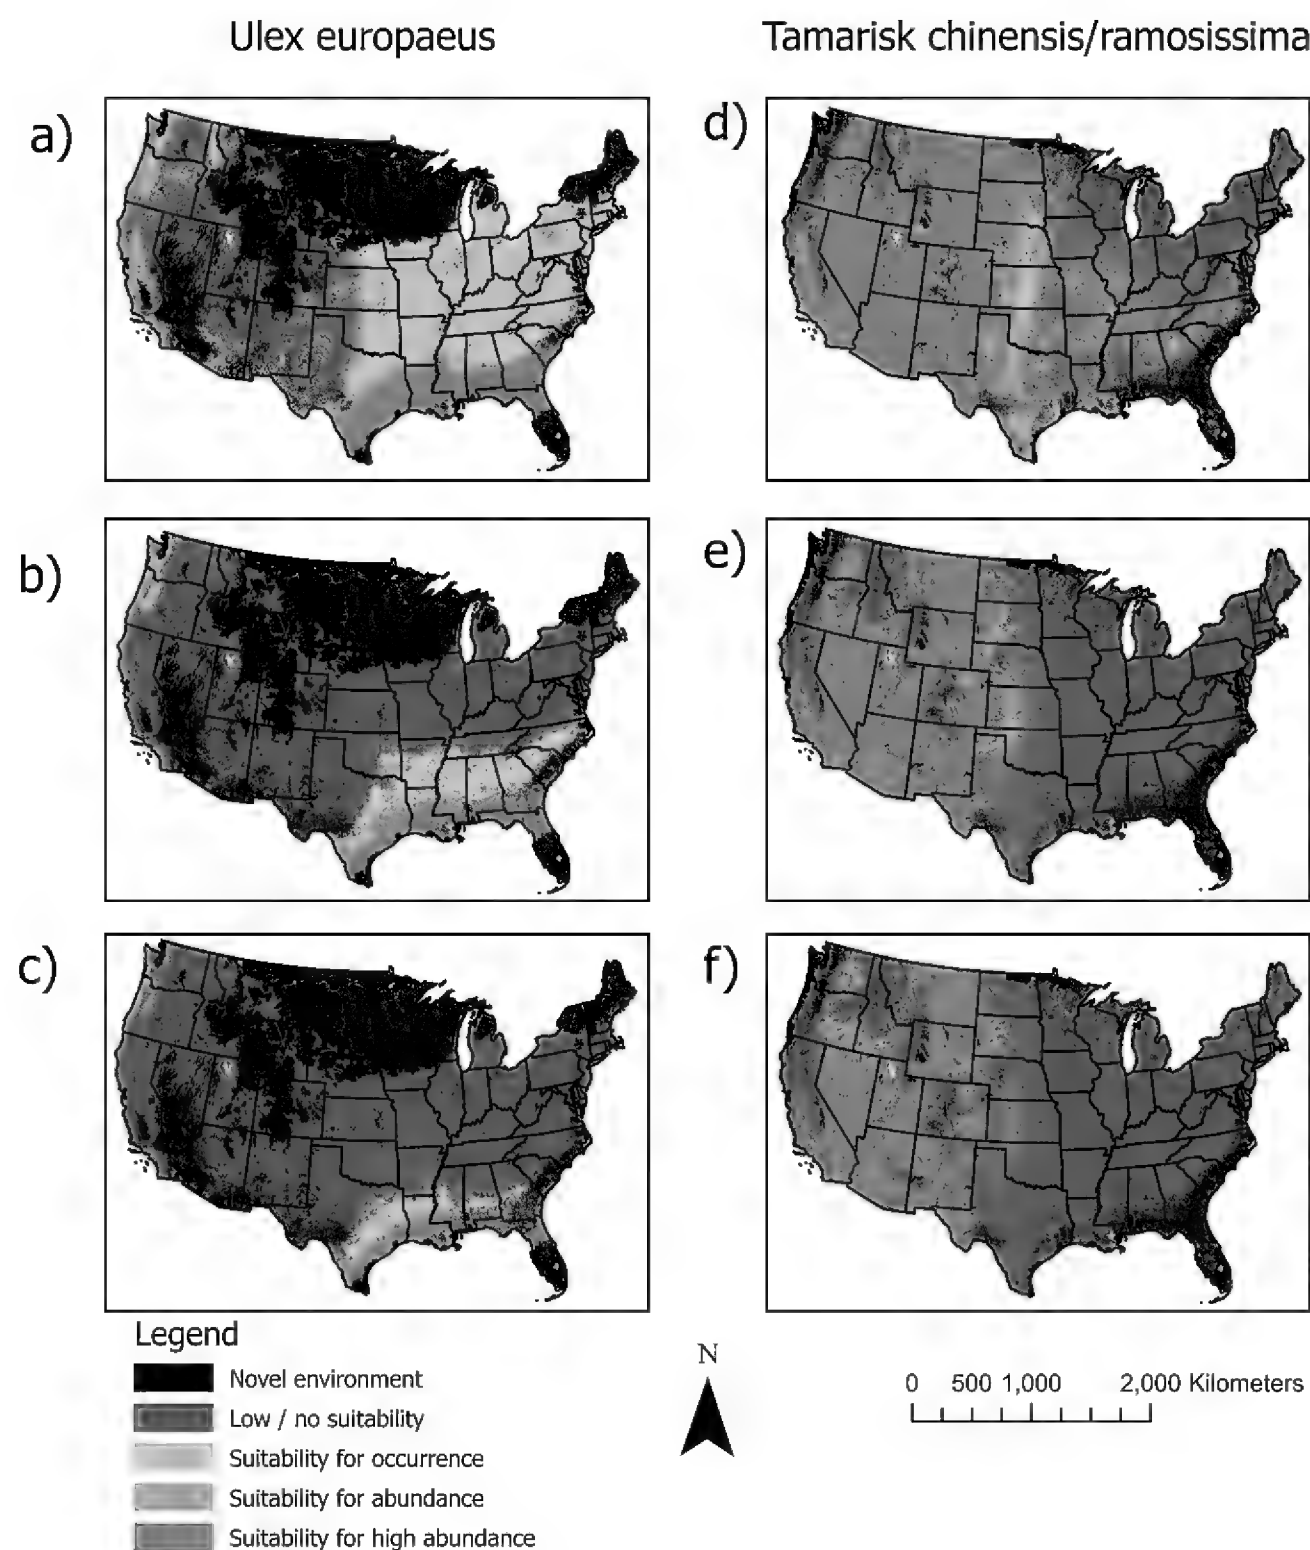 Ulex europaeus
Tamarisk chinensis/ramosissima
a)
d)
b)
e)
c)
f)
Legend
Novel environment
Low / no suitability
Suitability for occurrence
Suitability for abundance
Suitability for high abundance
N
0 500 1,000 2,000 Kilometers